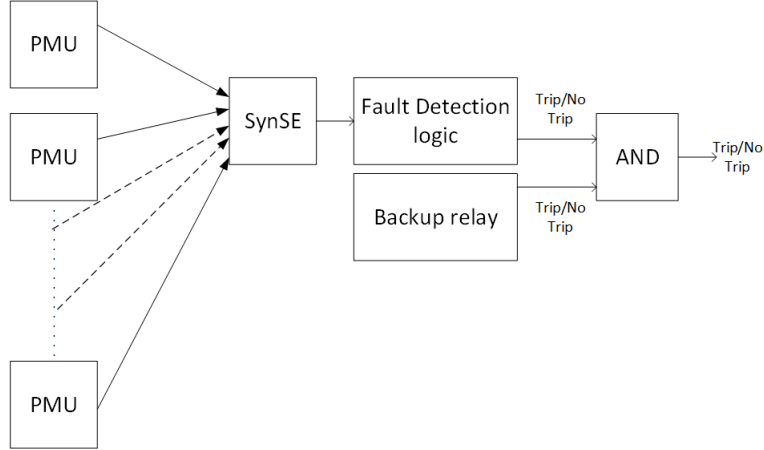 PMU
PMU
PMU
SynSE
Fault Detection
logic
Backup relay
Trip/No
Trip
Trip/No
Trip
AND
Trip/No
Trip